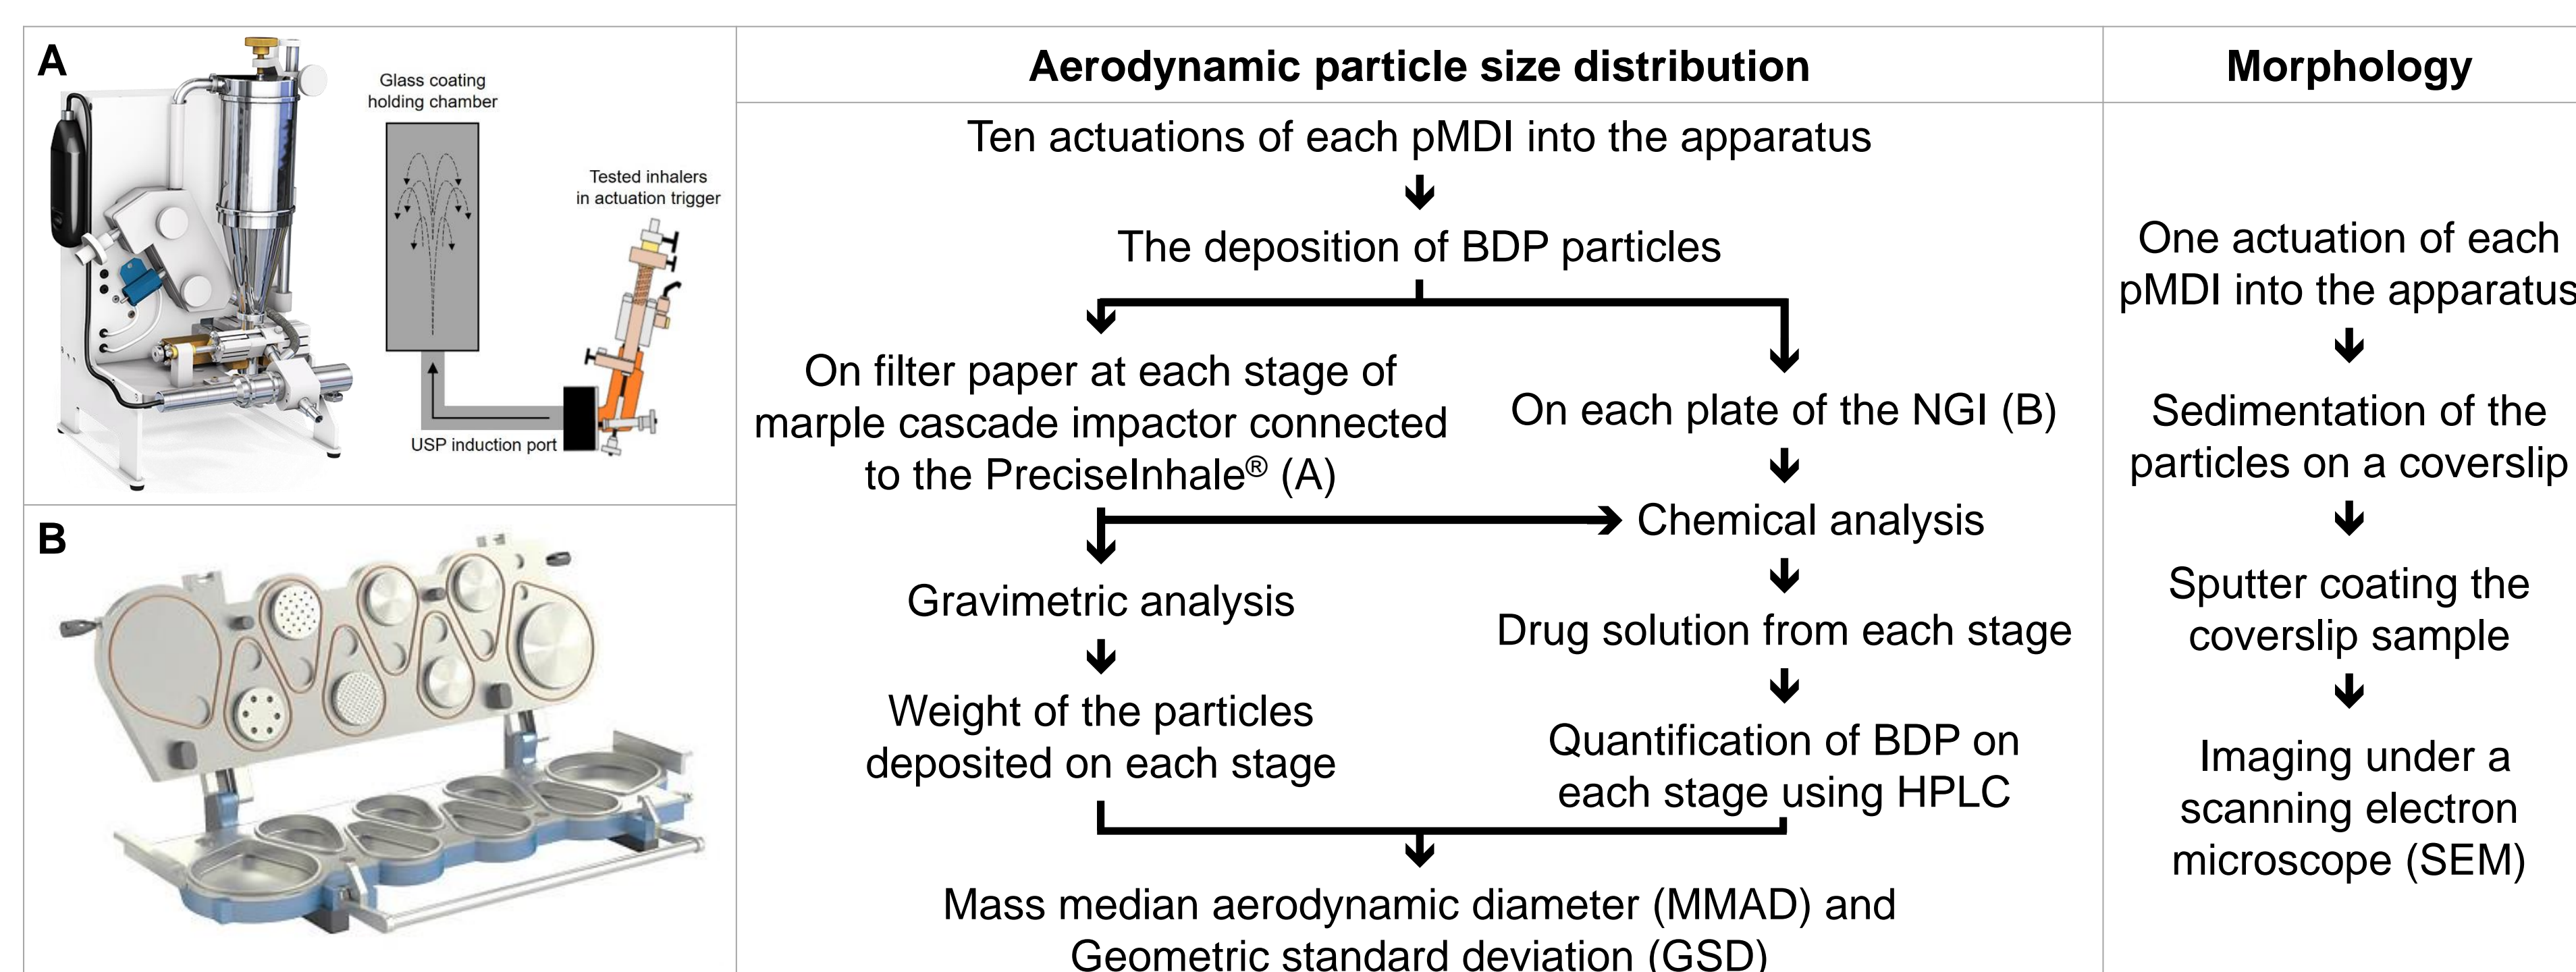 A
Glass coating
holding chamber
Tested inhalers
in actuation trigger
USP induction port
B
Aerodynamic particle size distribution
Ten actuations of each pMDI into the apparatus
The deposition of BDP particles
On filter paper at each stage of
marple cascade impactor connected
to the PreciseInhale® (A)
On each plate of the NGI (B)
Chemical analysis
Gravimetric analysis
Drug solution from each stage
Weight of the particles
deposited on each stage
Quantification of BDP on
each stage using HPLC
Mass median aerodynamic diameter (MMAD) and
Geometric standard deviation (GSD)
Morphology
One actuation of each
pMDI into the apparatus
Sedimentation of the
particles on a coverslip
Sputter coating the
coverslip sample
Imaging under a
scanning electron
microscope (SEM)